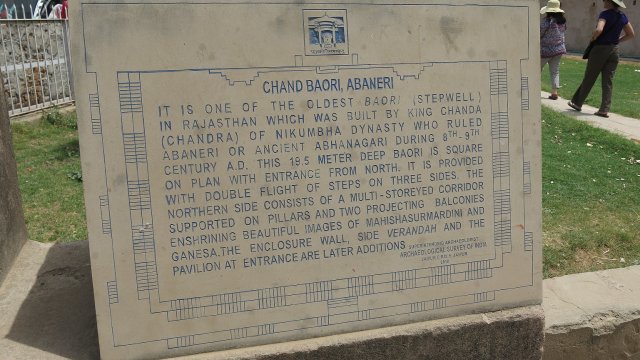 CHAND BAORI, ABANERI
IT IS ONE OF THE OLDEST BAORI (STEPWELL)
IN RAJASTHAN WHICH WAS BUILT BY KING CHANDA
(CHANDRA) OF NIKUMBHA DYNASTY WHO RULED
ABANERI OR ANCIENT ABHANAGARI DURING 8TH-9TH
CENTURY A.D. THIS 19.5 METER DEEP BAORI IS SQUARE
ON PLAN WITH ENTRANCE FROM NORTH. IT IS PROVIDED
WITH DOUBLE FLIGHT OF STEPS ON THREE SIDES. THE
NORTHERN SIDE CONSISTS OF A MULTI-STOREYED CORRIDOR
SUPPORTED ON PILLARS AND TWO PROJECTING BALCONIES
ENSHRINING BEAUTIFUL IMAGES OF MAHISHASURMARDINI AND
GANESA. THE ENCLOSURE WALL, SIDE VERANDAH AND THE
PAVILION AT ENTRANCE ARE LATER ADDITIONS
SUPERINTENDING ARCHAEOLOGIST
ARCHAEOLOGICAL SURVEY OF INDIA